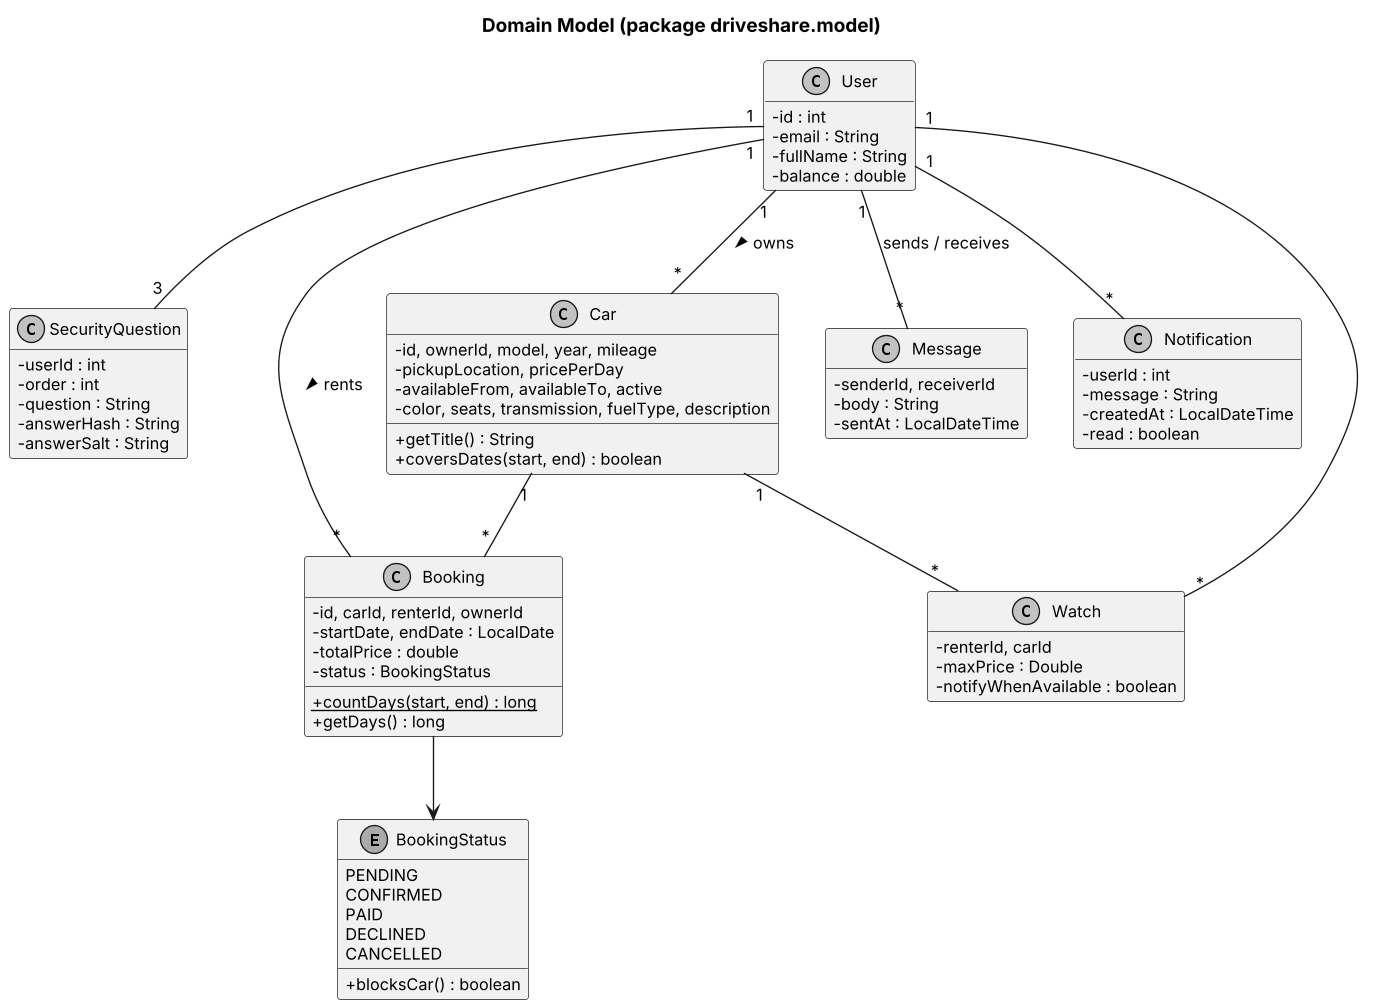 Domain Model (package driveshare.model)
C User
-id : int
-email : String
-fullName : String
-balance : double
1
1
1
1
1
1
owns
sends / receives
rents
3
*
*
*
*
*
C SecurityQuestion
-userId : int
-order : int
-question : String
-answerHash : String
-answerSalt : String
C Car
-id, ownerId, model, year, mileage
-pickupLocation, pricePerDay
-availableFrom, availableTo, active
-color, seats, transmission, fuelType, description
+getTitle() : String
+coversDates(start, end) : boolean
C Message
-senderId, receiverId
-body : String
-sentAt : LocalDateTime
C Notification
-userId : int
-message : String
-createdAt : LocalDateTime
-read : boolean
1
1
*
*
C Booking
-id, carId, renterId, ownerId
-startDate, endDate : LocalDate
-totalPrice : double
-status : BookingStatus
+countDays(start, end) : long
+getDays() : long
C Watch
-renterId, carId
-maxPrice : Double
-notifyWhenAvailable : boolean
E BookingStatus
PENDING
CONFIRMED
PAID
DECLINED
CANCELLED
+blocksCar() : boolean